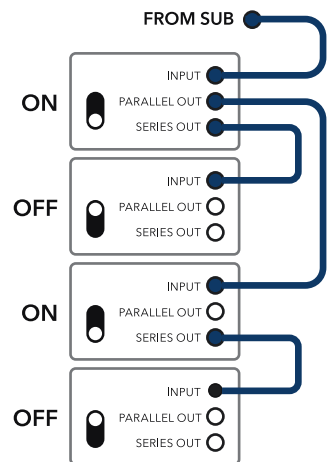 FROM SUB
INPUT
ON
PARALLEL OUT
SERIES OUT
INPUT
OFF
PARALLEL OUT
SERIES OUT
INPUT
ON
PARALLEL OUT
SERIES OUT
INPUT
OFF
PARALLEL OUT
SERIES OUT